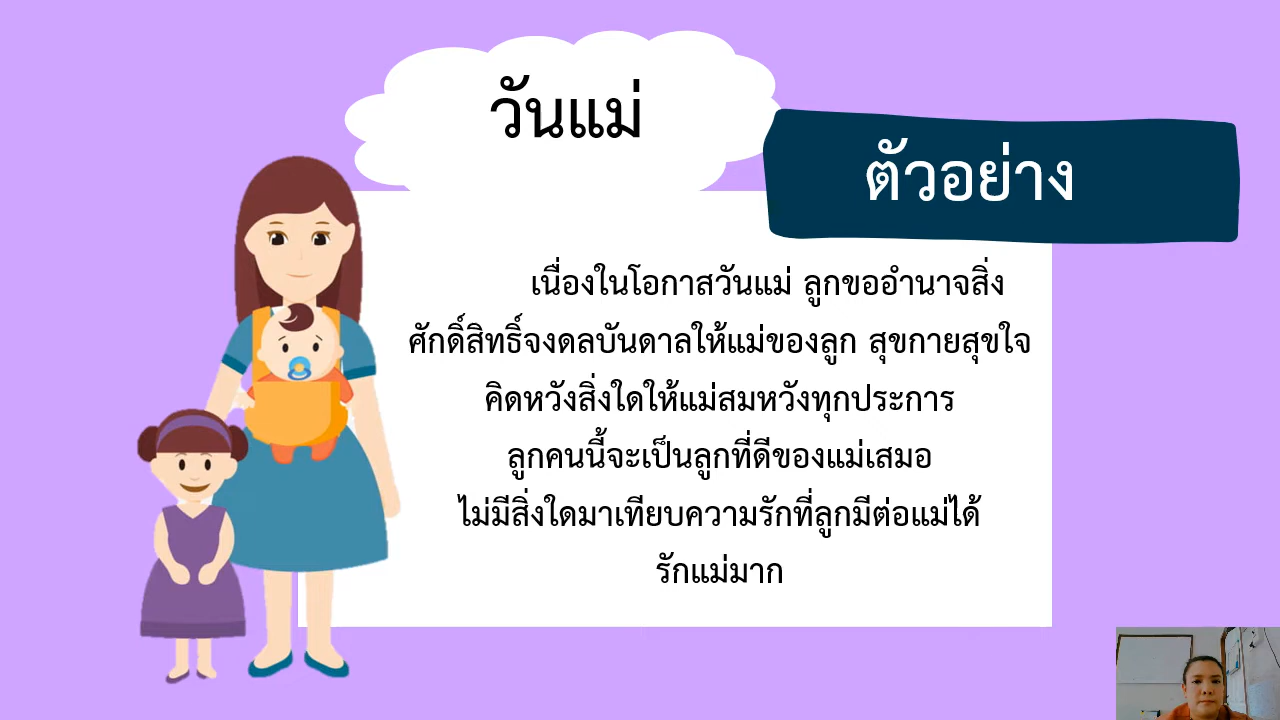 วันแม่
ตัวอย่าง
เนื่องในโอกาสวันแม่ ลูกขออำนาจสิ่ง
ศักดิ์สิทธิ์จงดลบันดาลให้แม่ของลูก สุขกายสุขใจ
คิดหวังสิ่งใดให้แม่สมหวังทุกประการ
ลูกคนนี้จะเป็นลูกที่ดีของแม่เสมอ
ไม่มีสิ่งใดมาเทียบความรักที่ลูกมีต่อแม่ได้
รักแม่มาก